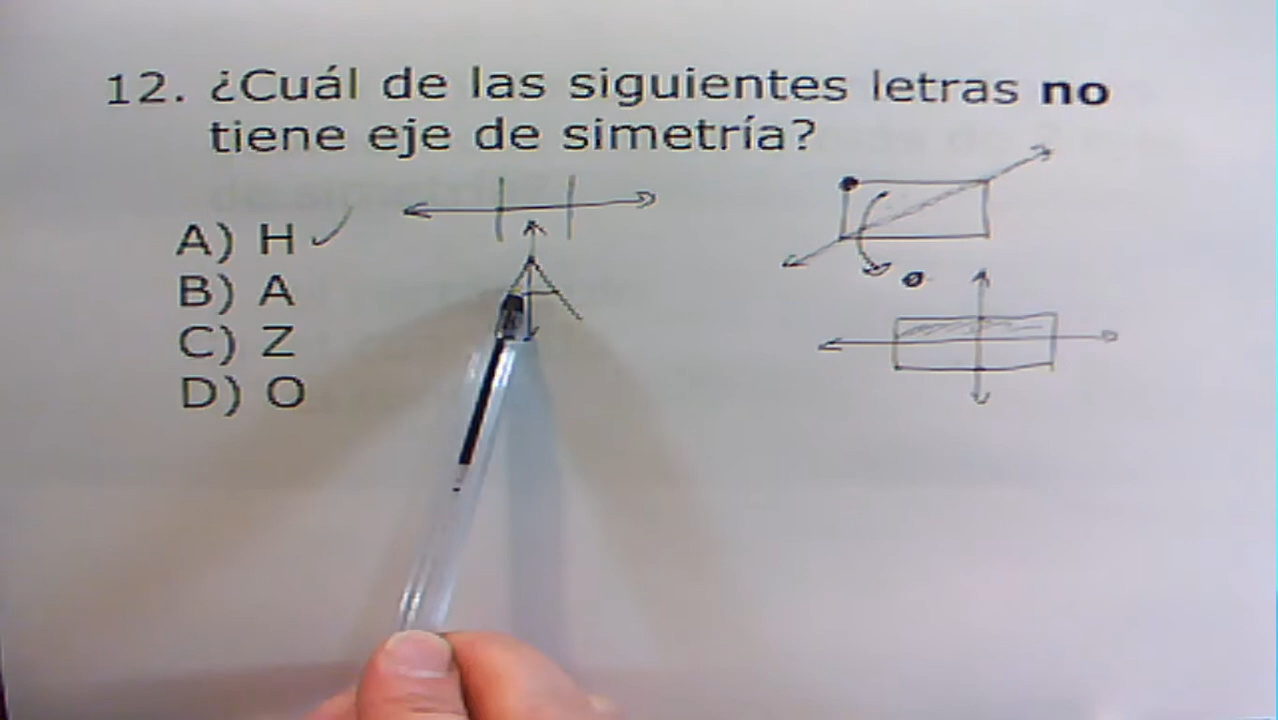 12. ¿Cuál de las siguientes letras no
tiene eje de simetría?
A) H
B) A
C) Z
D) O